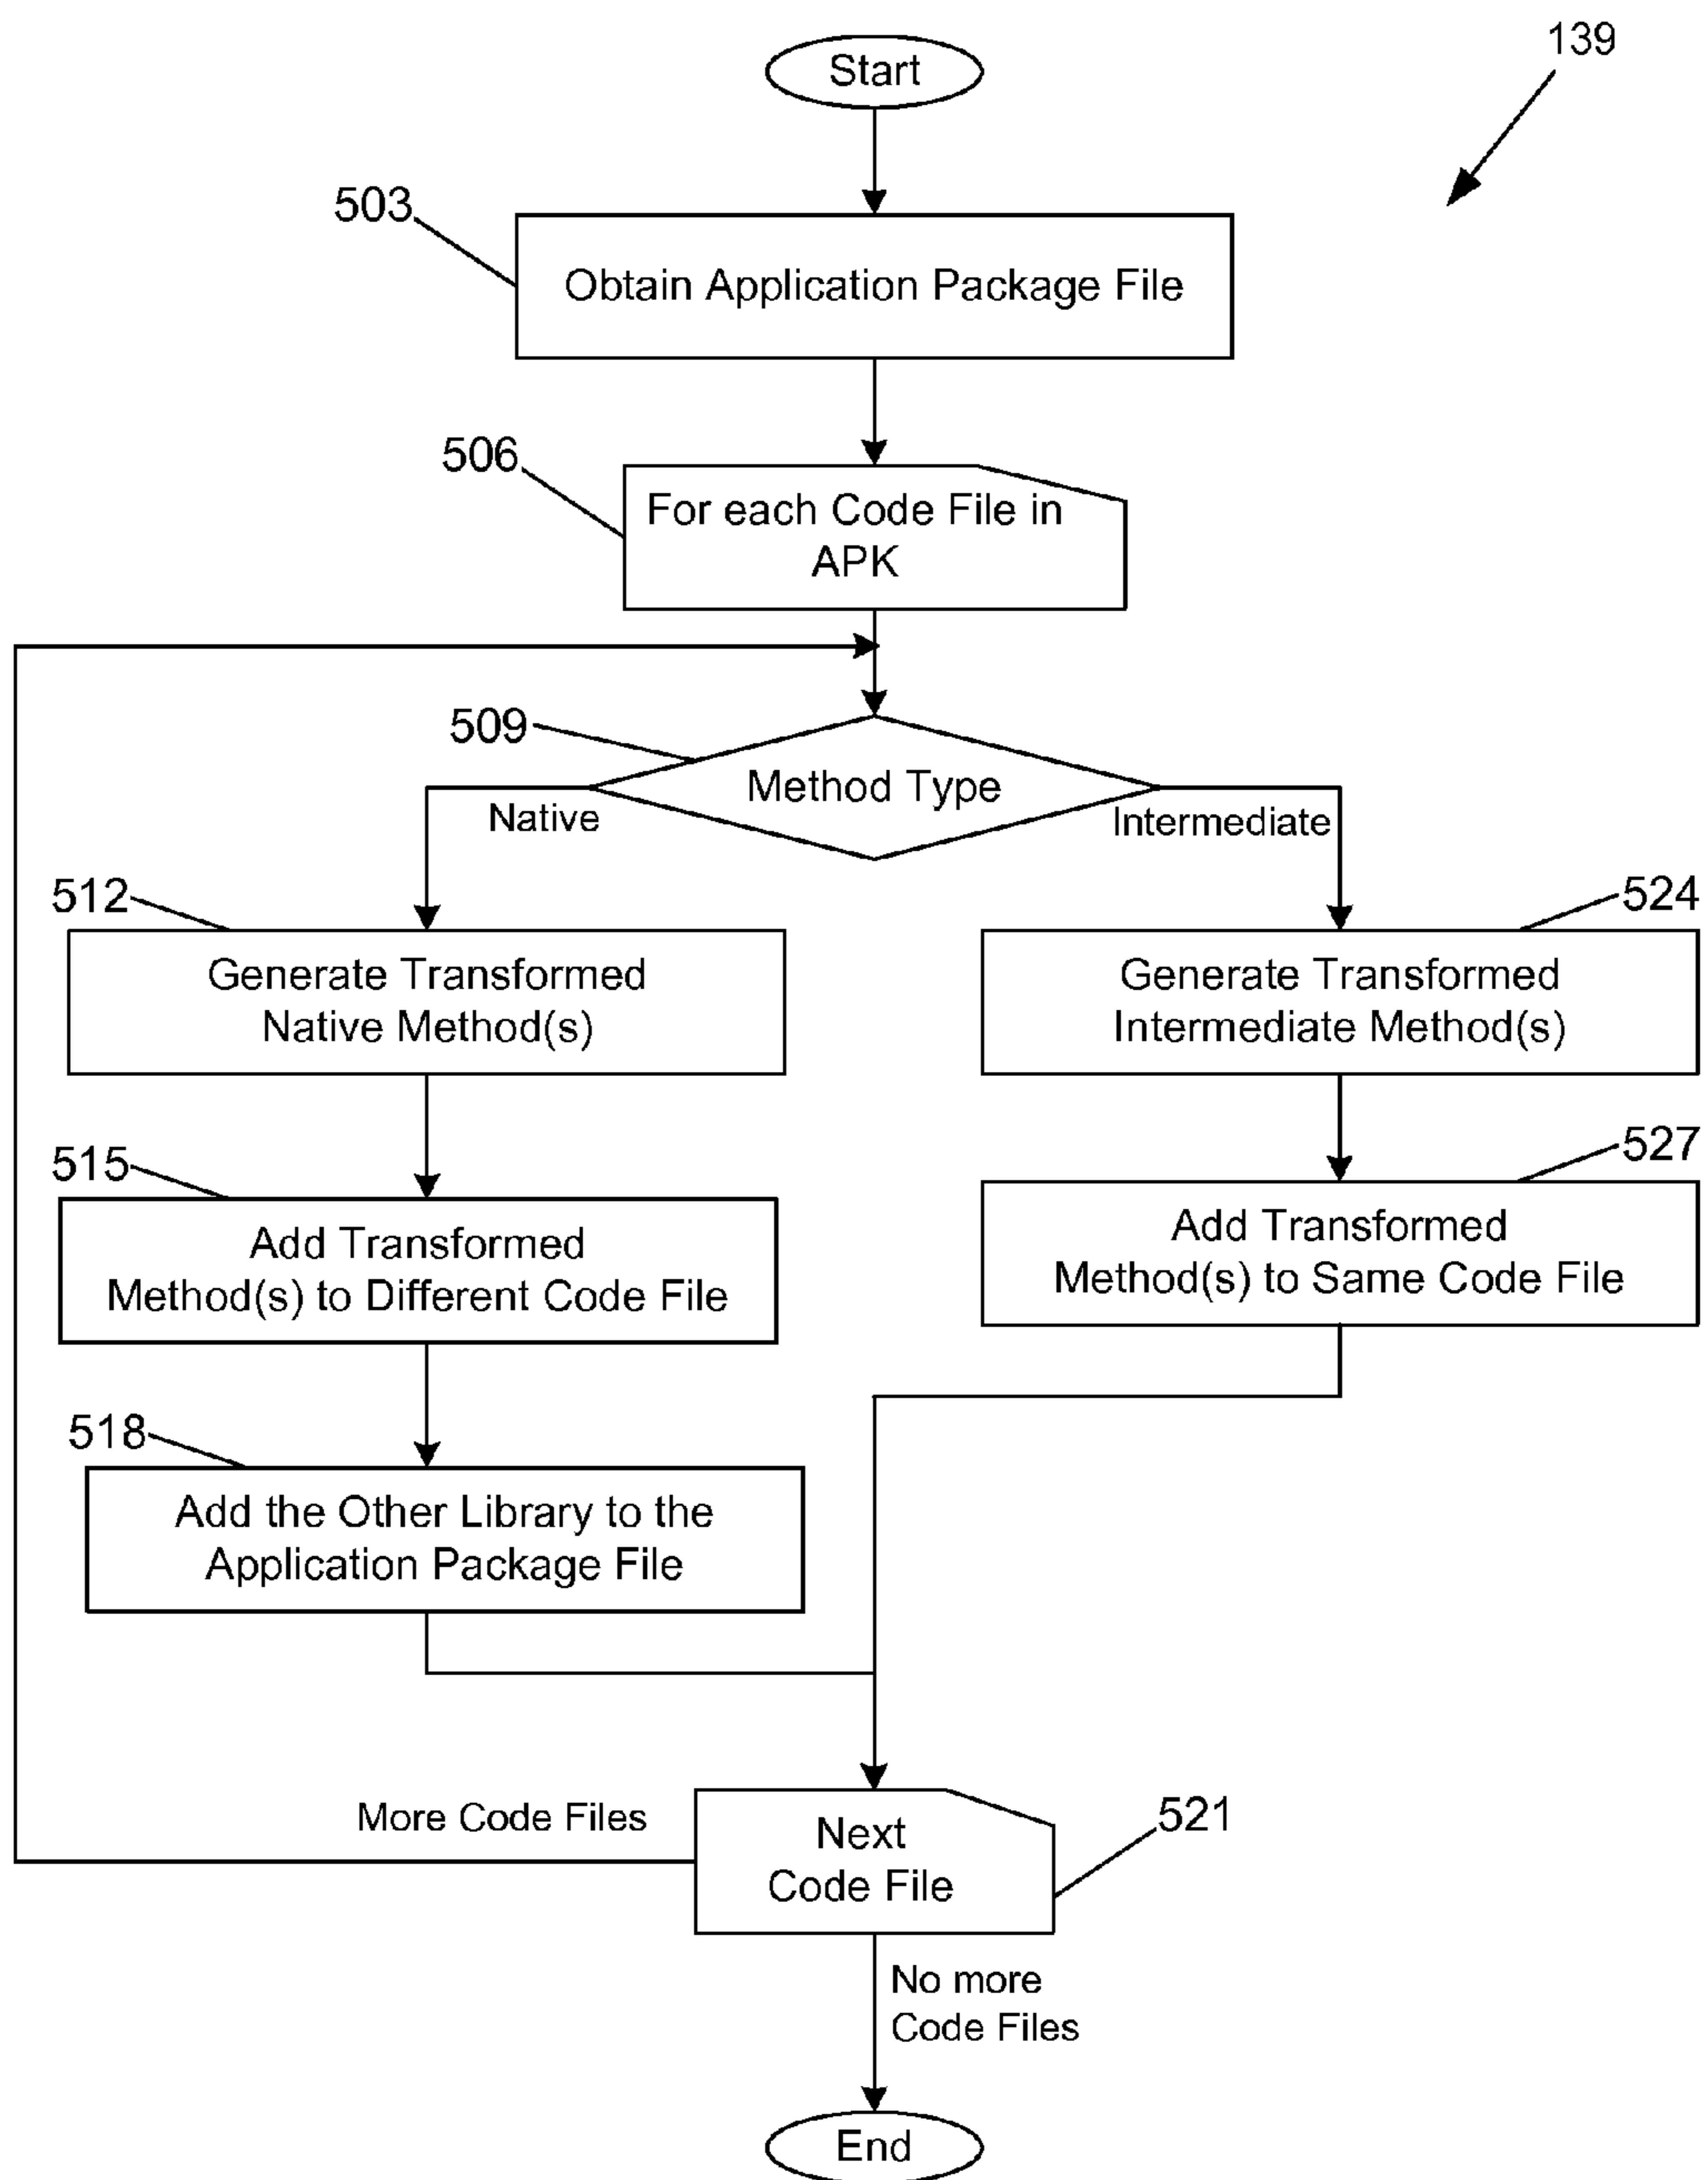 139
Start
503
Obtain Application Package File
506
For each Code File in
APK
509
Method Type
Native
Intermediate
512
Generate Transformed
Native Method(s)
524
Generate Transformed
Intermediate Method(s)
515
Add Transformed
Method(s) to Different Code File
527
Add Transformed
Method(s) to Same Code File
518
Add the Other Library to the
Application Package File
More Code Files
Next
Code File
521
No more
Code Files
End